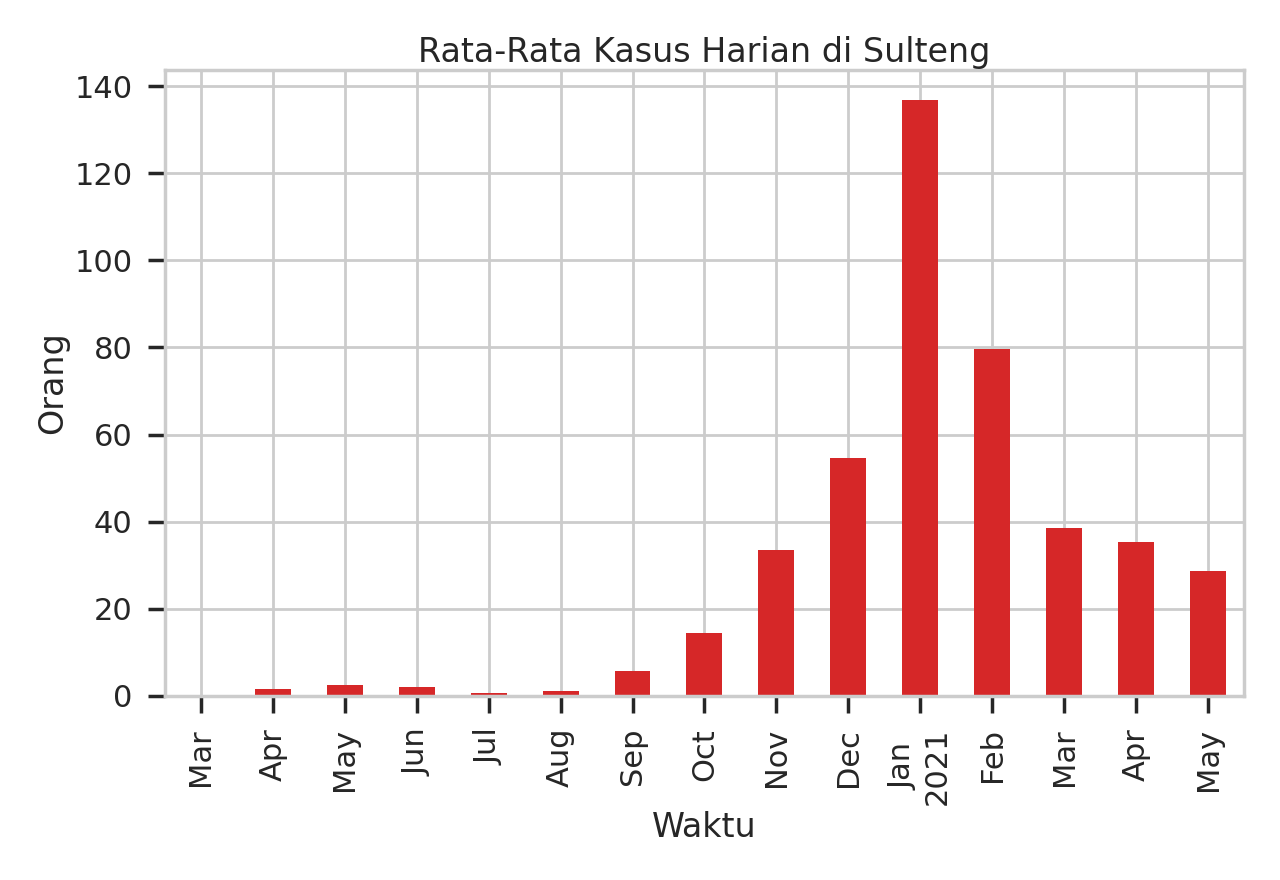 Rata-Rata Kasus Harian di Sulteng
140
120
100
80
60
40
20
0
Orang
Mar
Apr
May
Jun
Jul
Aug
Sep
Oct
Nov
Dec
Jan
2021
Feb
Mar
Apr
May
Waktu